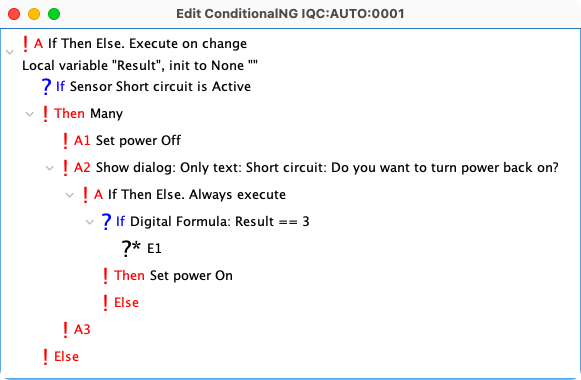 Edit ConditionalNG IQC:AUTO:0001
! A If Then Else. Execute on change
Local variable "Result", init to None ""
? If Sensor Short circuit is Active
! Then Many
! A1 Set power Off
! A2 Show dialog: Only text: Short circuit: Do you want to turn power back on?
! A If Then Else. Always execute
? If Digital Formula: Result == 3
?* E1
! Then Set power On
! Else
! A3
! Else